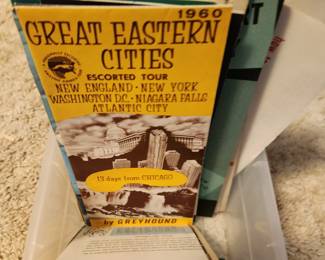 1960
GREAT EASTERN
CITIES
ESCORTED TOUR
NEW ENGLAND · NEW YORK
WASHINGTON D.C. · NIAGARA FALLS
ATLANTIC CITY
13 days from CHICAGO
by GREYHOUND